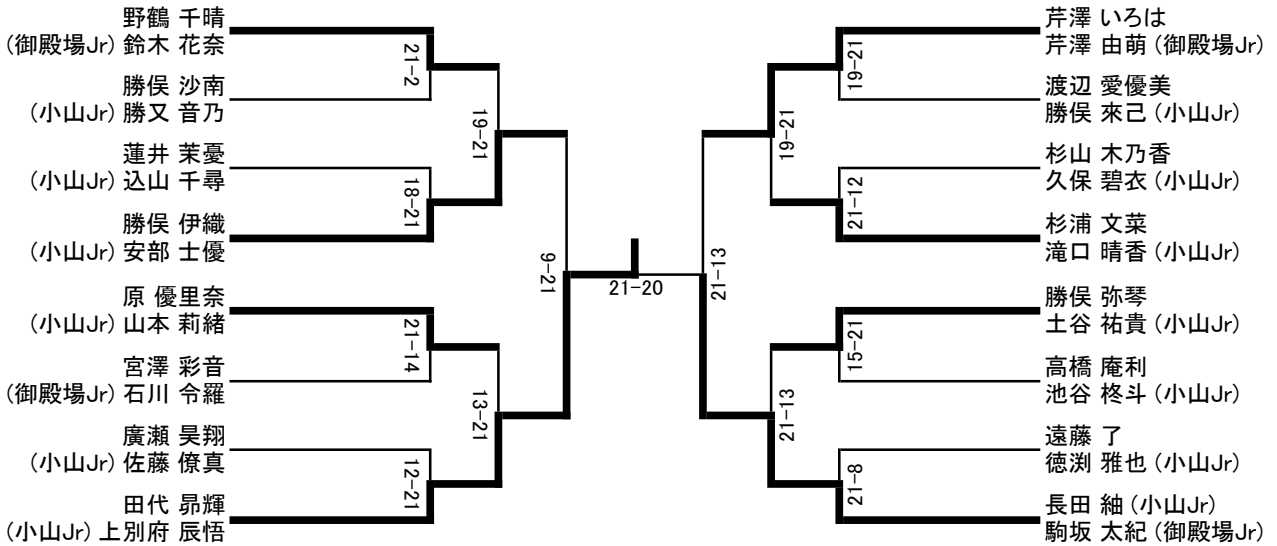 野鶴 千晴
(御殿場Jr) 鈴木 花奈
勝俣 沙南
(小山Jr) 勝又 音乃
蓮井 茉憂
(小山Jr) 込山 千尋
勝俣 伊織
(小山Jr) 安部 士優
原 優里奈
(小山Jr) 山本 莉緒
宮澤 彩音
(御殿場Jr) 石川 令羅
廣瀬 昊翔
(小山Jr) 佐藤 僚真
田代 昴輝
(小山Jr) 上別府 辰悟
21-2
18-21
21-14
12-21
19-21
13-21
9-21
21-20
21-13
19-21
21-13
19-21
21-12
15-21
21-8
芹澤 いろは
芹澤 由萌 (御殿場Jr)
渡辺 愛優美
勝俣 來己 (小山Jr)
杉山 木乃香
久保 碧衣 (小山Jr)
杉浦 文菜
滝口 晴香 (小山Jr)
勝俣 弥琴
土谷 祐貴 (小山Jr)
高橋 庵利
池谷 柊斗 (小山Jr)
遠藤 了
徳渕 雅也 (小山Jr)
長田 紬 (小山Jr)
駒坂 太紀 (御殿場Jr)